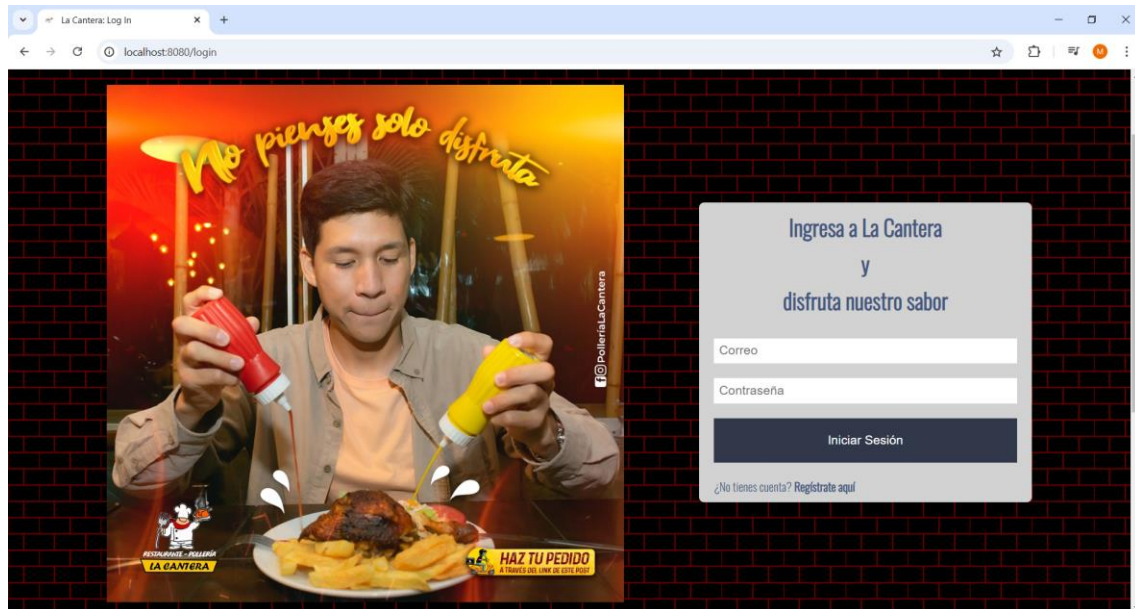 La Cantera: Log In
localhost:8080/login
M
No pienses solo disfruta
PolleríaLaCantera
RESTAURANTE - POLLERÍA
LA CANTERA
HAZ TU PEDIDO
A TRAVÉS DEL LINK DE ESTE POST
Ingresa a La Cantera
y
disfruta nuestro sabor
Correo
Contraseña
Iniciar Sesión
¿No tienes cuenta? Regístrate aquí